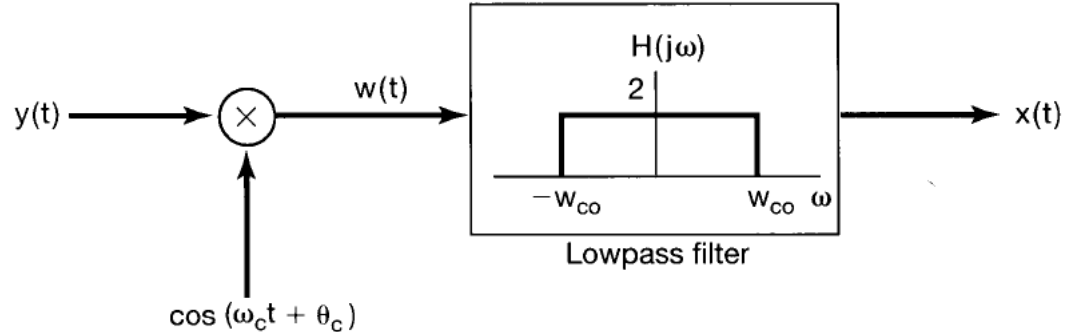 H(jω)
2
w(t)
y(t)
×
x(t)
−w_co
w_co
ω
Lowpass filter
cos (ω_c t + θ_c)